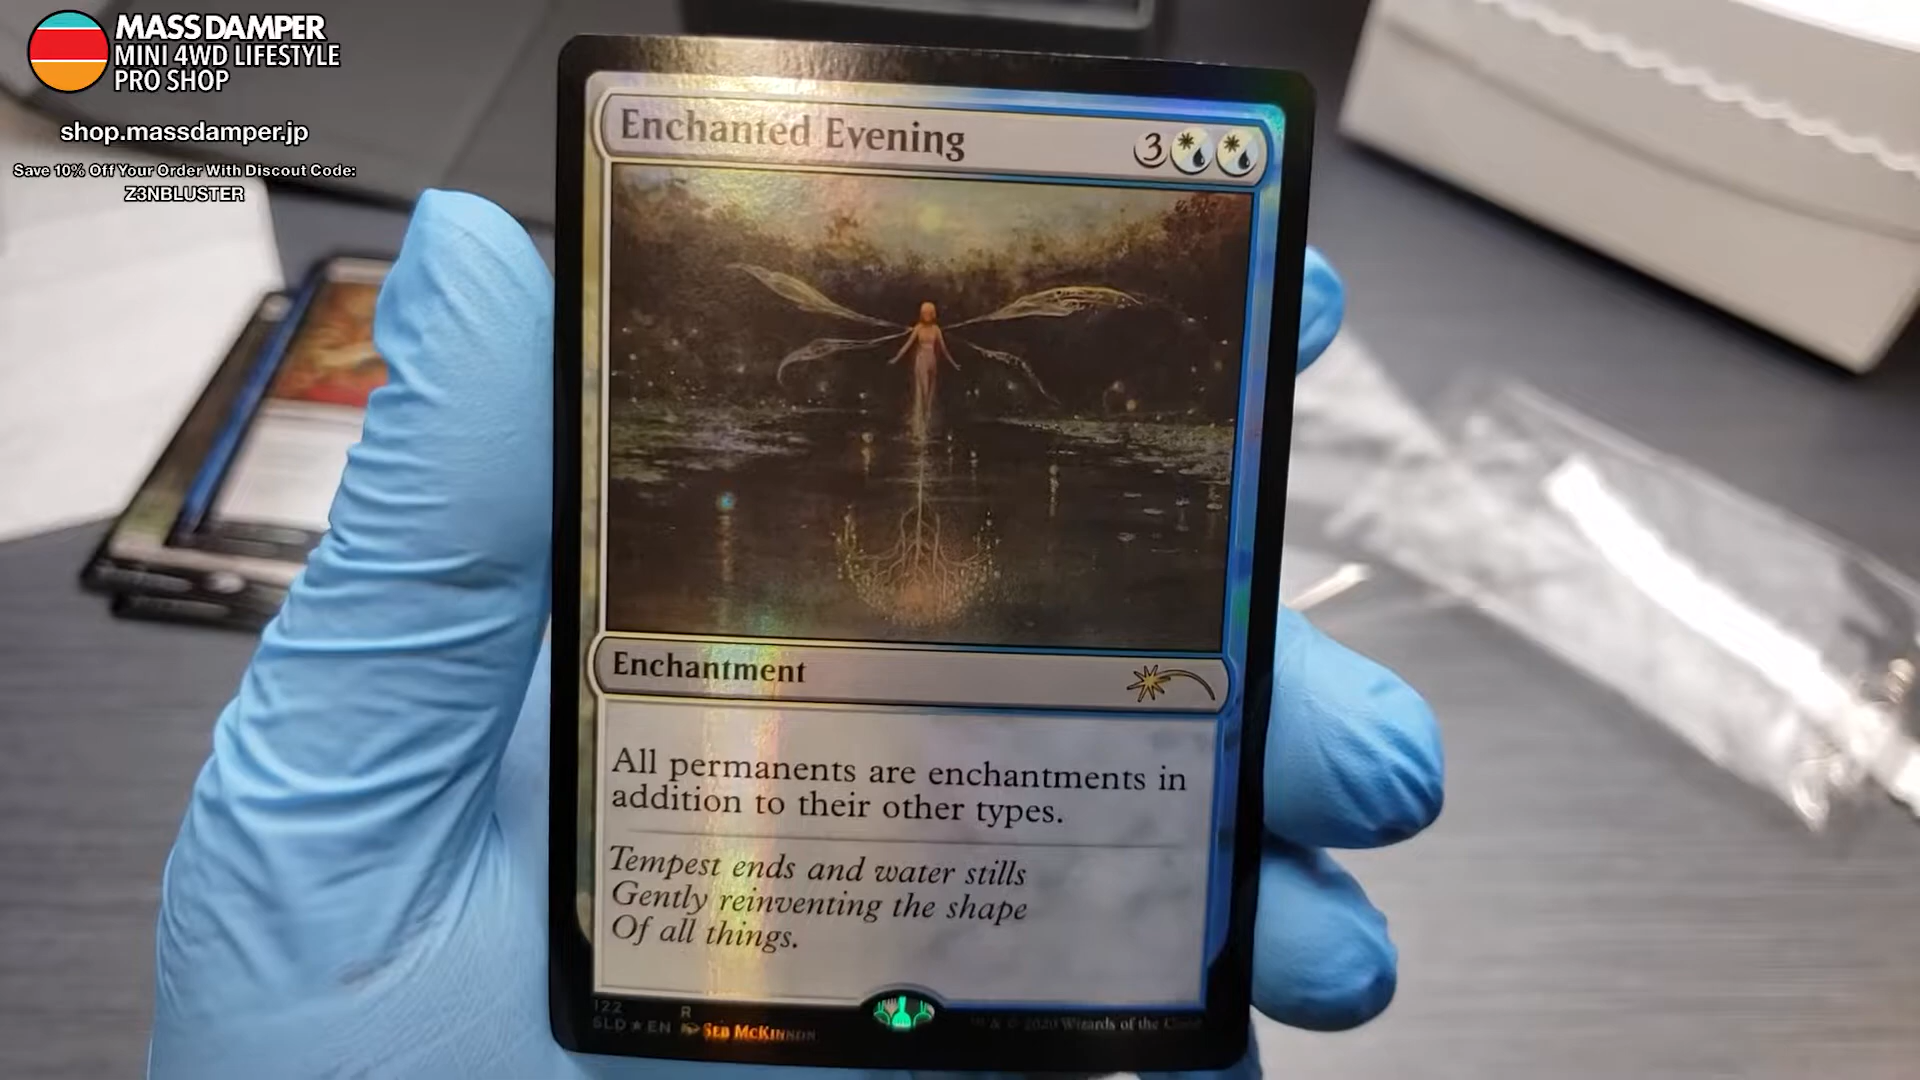 MASS DAMPER
MINI 4WD LIFESTYLE
PRO SHOP
shop.massdamper.jp
Save 10% Off Your Order With Discout Code:
Z3NBLUSTER
Enchanted Evening
3
Enchantment
All permanents are enchantments in
addition to their other types.
Tempest ends and water stills
Gently reinventing the shape
Of all things.
122 R
SLD ★ EN SEB MCKINNON
© 2020 Wizards of the Coast